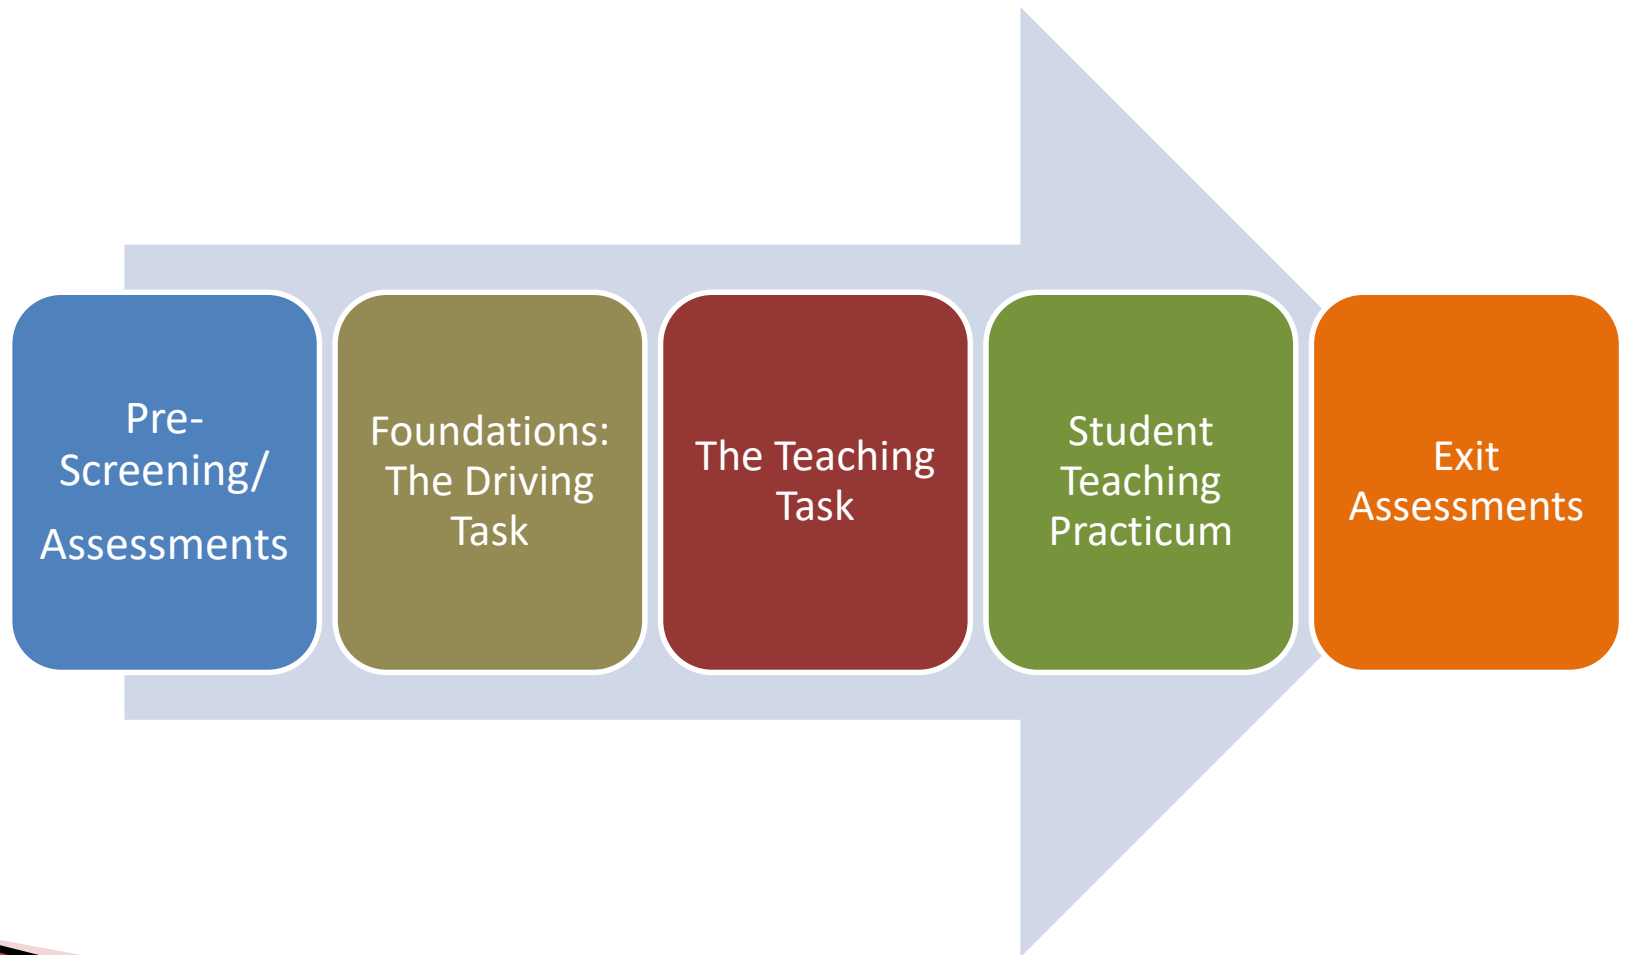 Pre-
Screening/
Assessments
Foundations:
The Driving
Task
The Teaching
Task
Student
Teaching
Practicum
Exit
Assessments